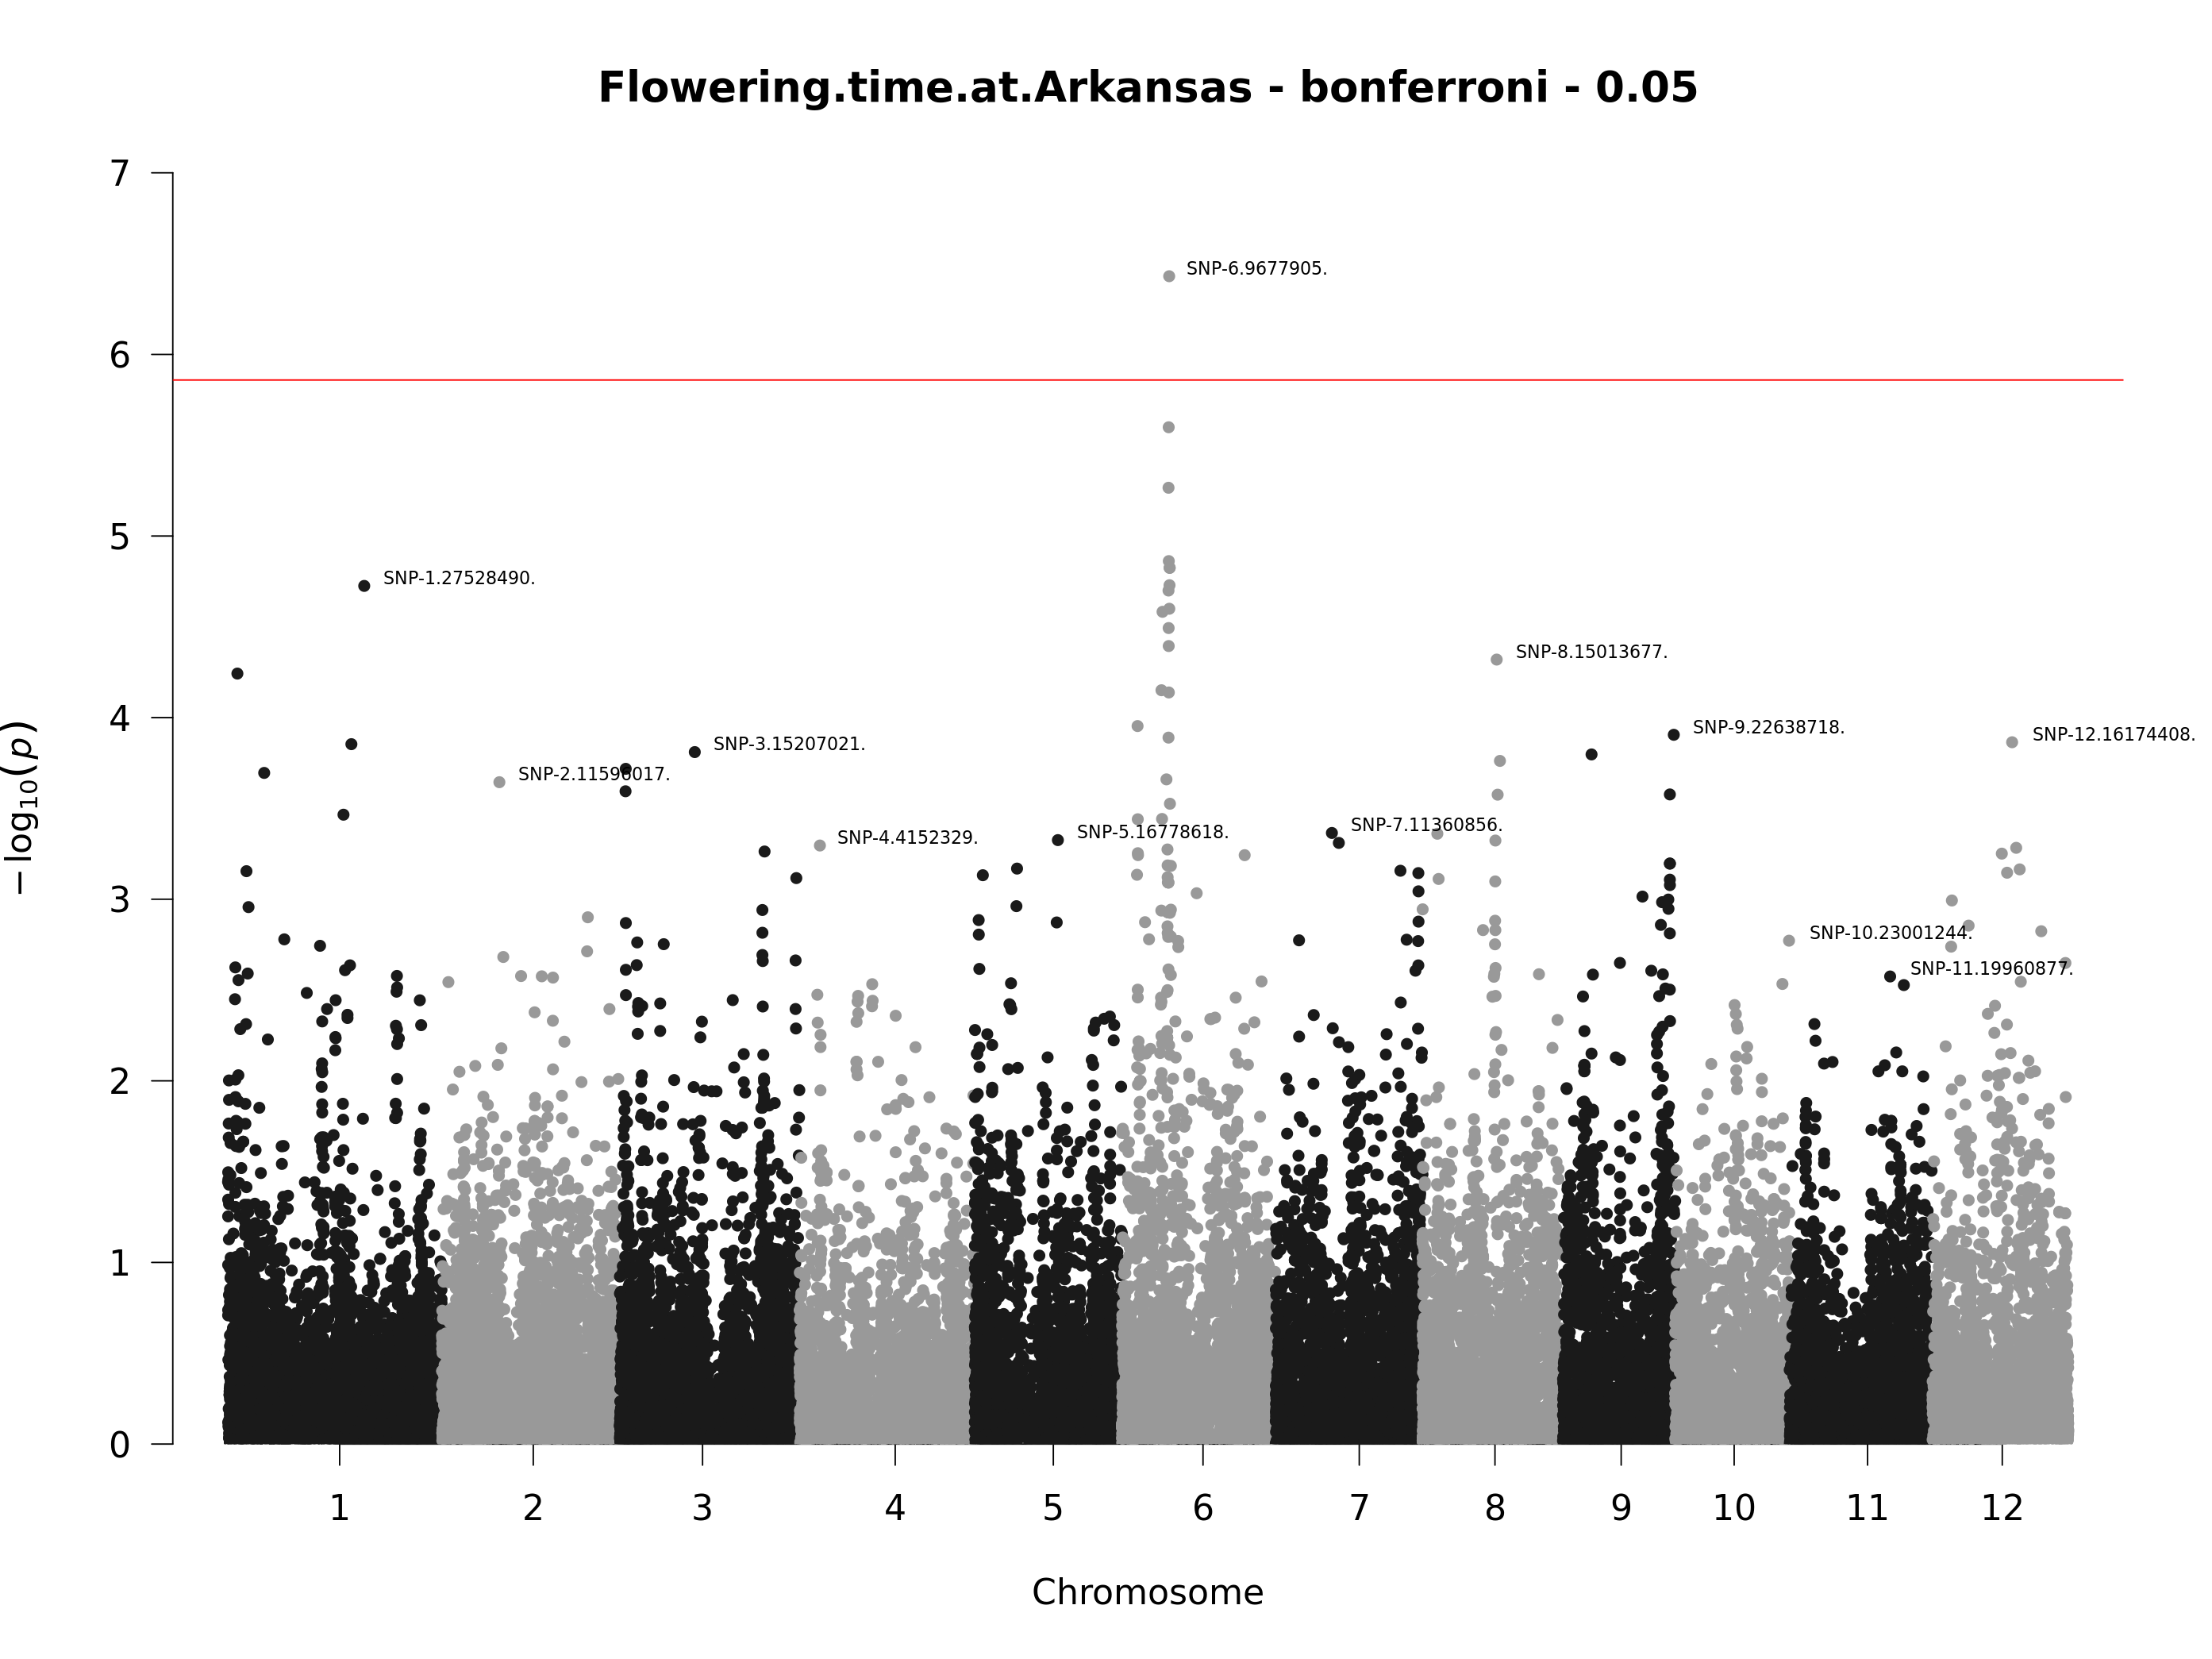 Flowering.time.at.Arkansas - bonferroni - 0.05
7
6
5
4
3
2
1
0
−log10(p)
SNP-6.9677905.
SNP-1.27528490.
SNP-8.15013677.
SNP-9.22638718.
SNP-12.16174408.
SNP-3.15207021.
SNP-2.11596017.
SNP-7.11360856.
SNP-5.16778618.
SNP-4.4152329.
SNP-10.23001244.
SNP-11.19960877.
1 2 3 4 5 6 7 8 9 10 11 12
Chromosome